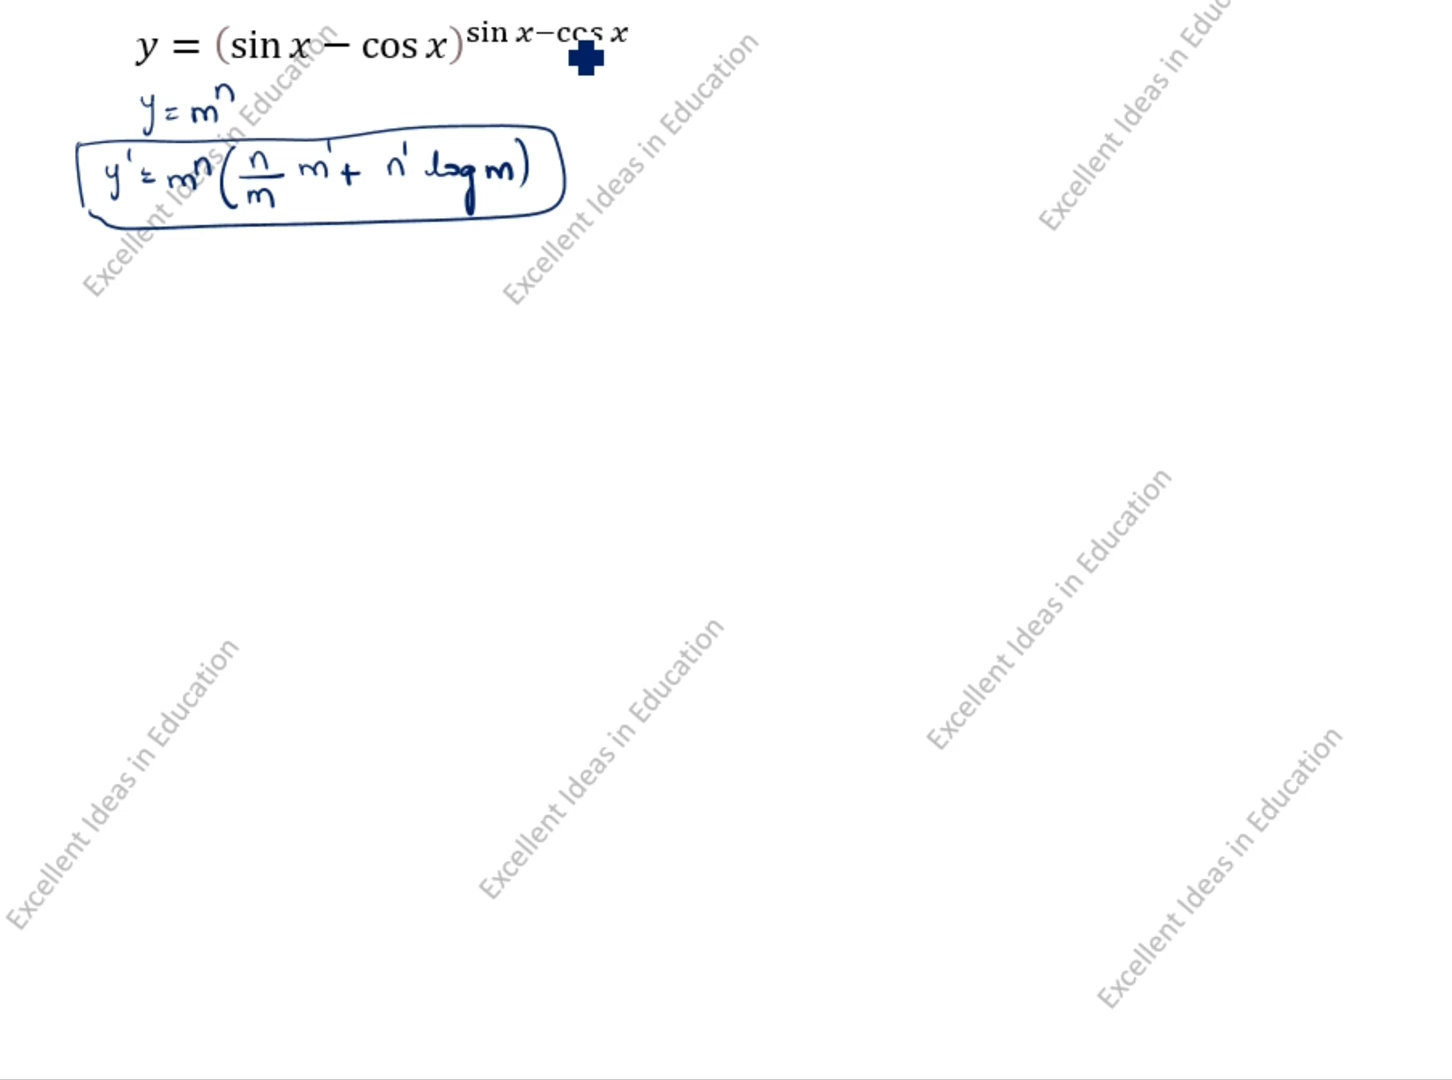 y = (sin x − cos x)^sin x−cos x
y = m^n
y' = m^n (n/m m' + n' log m)
Excellent Ideas in Education
Excellent Ideas in Education
Excellent Ideas in Educ
Excellent Ideas in Education
Excellent Ideas in Education
Excellent Ideas in Education
Excellent Ideas in Education